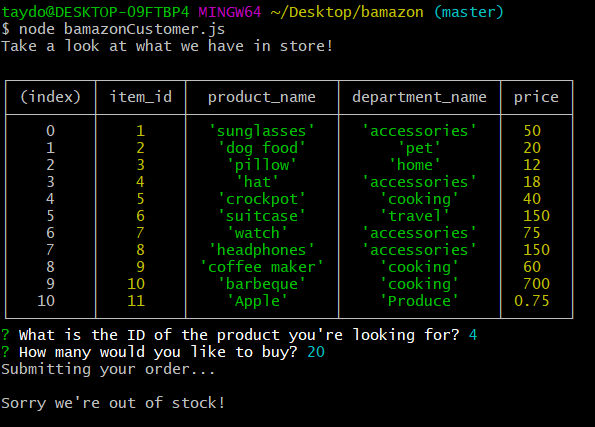 taydo@DESKTOP-09FTBP4 MINGW64 ~/Desktop/bamazon (master)
$ node bamazonCustomer.js
Take a look at what we have in store!
(index) item_id product_name department_name price
0 1 'sunglasses' 'accessories' 50
1 2 'dog food' 'pet' 20
2 3 'pillow' 'home' 12
3 4 'hat' 'accessories' 18
4 5 'crockpot' 'cooking' 40
5 6 'suitcase' 'travel' 150
6 7 'watch' 'accessories' 75
7 8 'headphones' 'accessories' 150
8 9 'coffee maker' 'cooking' 60
9 10 'barbeque' 'cooking' 700
10 11 'Apple' 'Produce' 0.75
? What is the ID of the product you're looking for? 4
? How many would you like to buy? 20
Submitting your order...
Sorry we're out of stock!